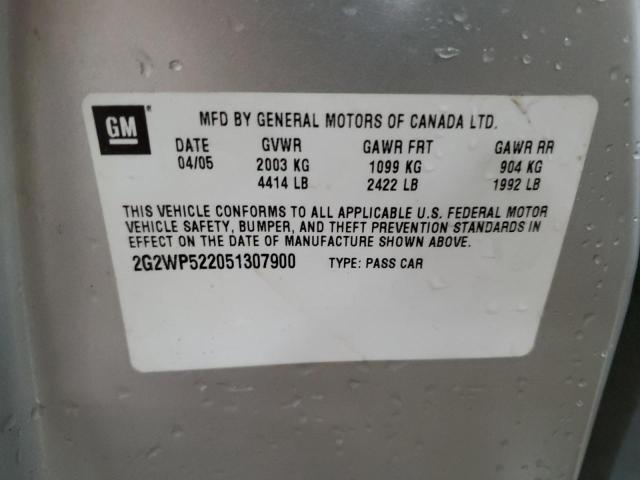 GM
MFD BY GENERAL MOTORS OF CANADA LTD.
DATE GVWR GAWR FRT GAWR RR
04/05 2003 KG 1099 KG 904 KG
4414 LB 2422 LB 1992 LB
THIS VEHICLE CONFORMS TO ALL APPLICABLE U.S. FEDERAL MOTOR
VEHICLE SAFETY, BUMPER, AND THEFT PREVENTION STANDARDS IN
EFFECT ON THE DATE OF MANUFACTURE SHOWN ABOVE.
2G2WP522051307900 TYPE: PASS CAR